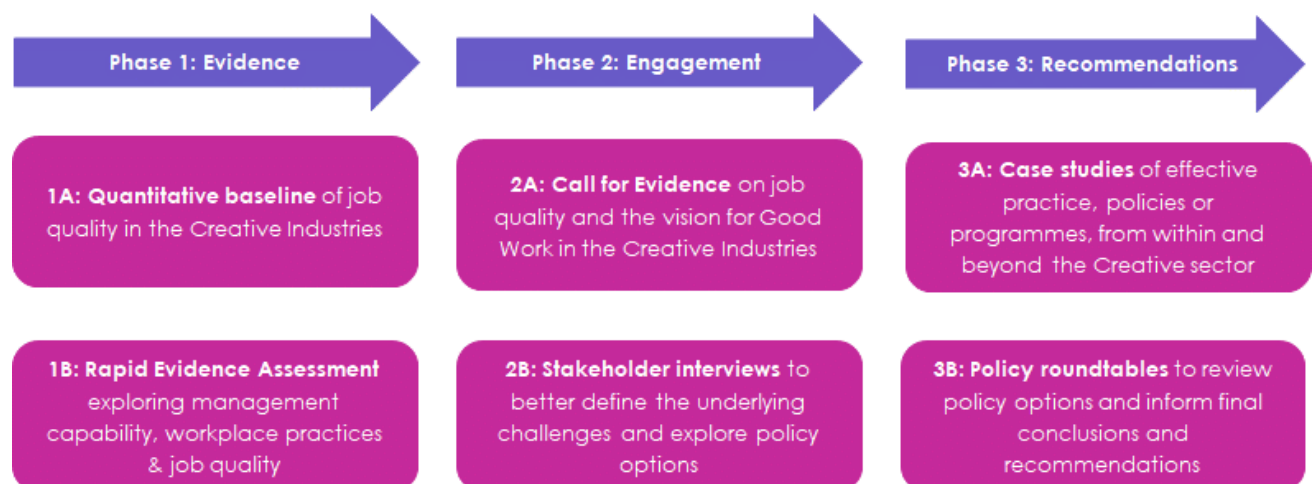 Phase 1: Evidence
Phase 2: Engagement
Phase 3: Recommendations
1A: Quantitative baseline of job
quality in the Creative Industries
2A: Call for Evidence on job
quality and the vision for Good
Work in the Creative Industries
3A: Case studies of effective
practice, policies or
programmes, from within and
beyond the Creative sector
1B: Rapid Evidence Assessment
exploring management
capability, workplace practices
& job quality
2B: Stakeholder interviews to
better define the underlying
challenges and explore policy
options
3B: Policy roundtables to review
policy options and inform final
conclusions and
recommendations